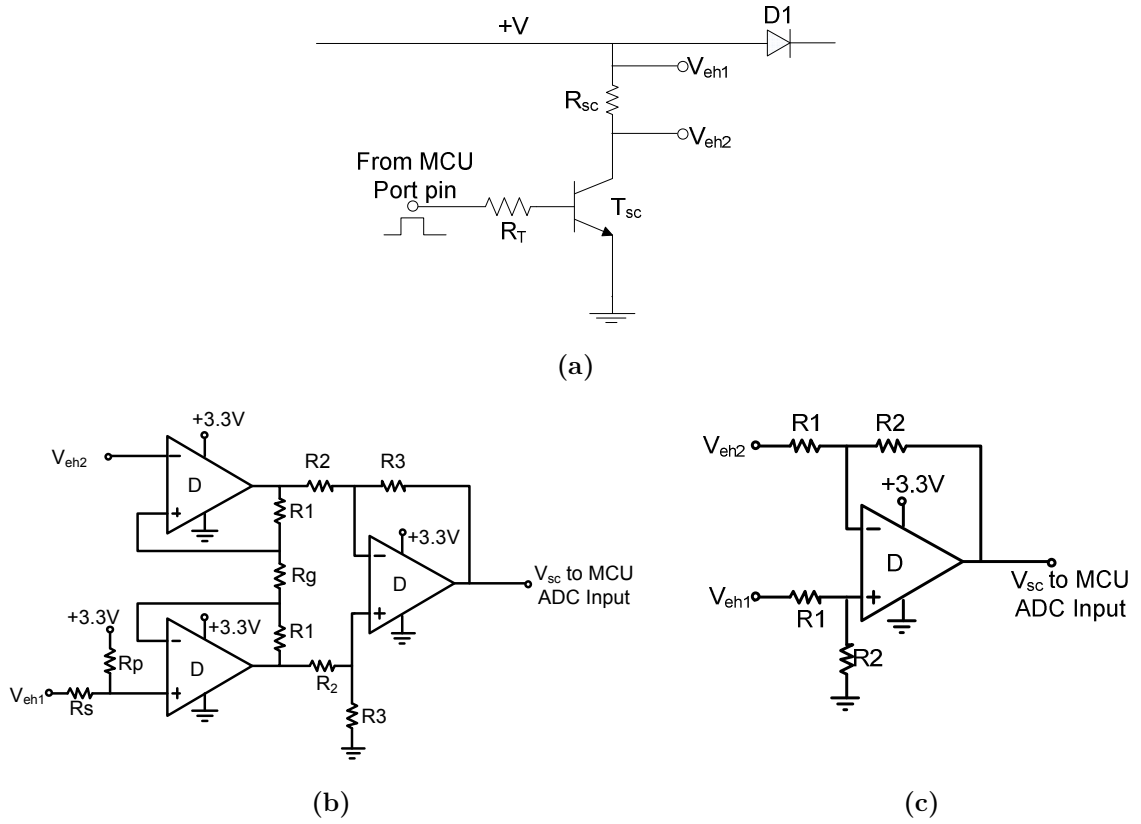 +V
D1
Veh1
Rsc
Veh2
From MCU
Port pin
RT
Tsc
(a)
+3.3V
Veh2
−
D
+
R2
R3
R1
+3.3V
−
D
+
Vsc to MCU
ADC Input
Rg
+3.3V
+3.3V
R1
−
D
+
Rp
Veh1
Rs
R2
R3
(b)
R1
R2
Veh2
+3.3V
−
D
+
Veh1
R1
Vsc to MCU
ADC Input
R2
(c)